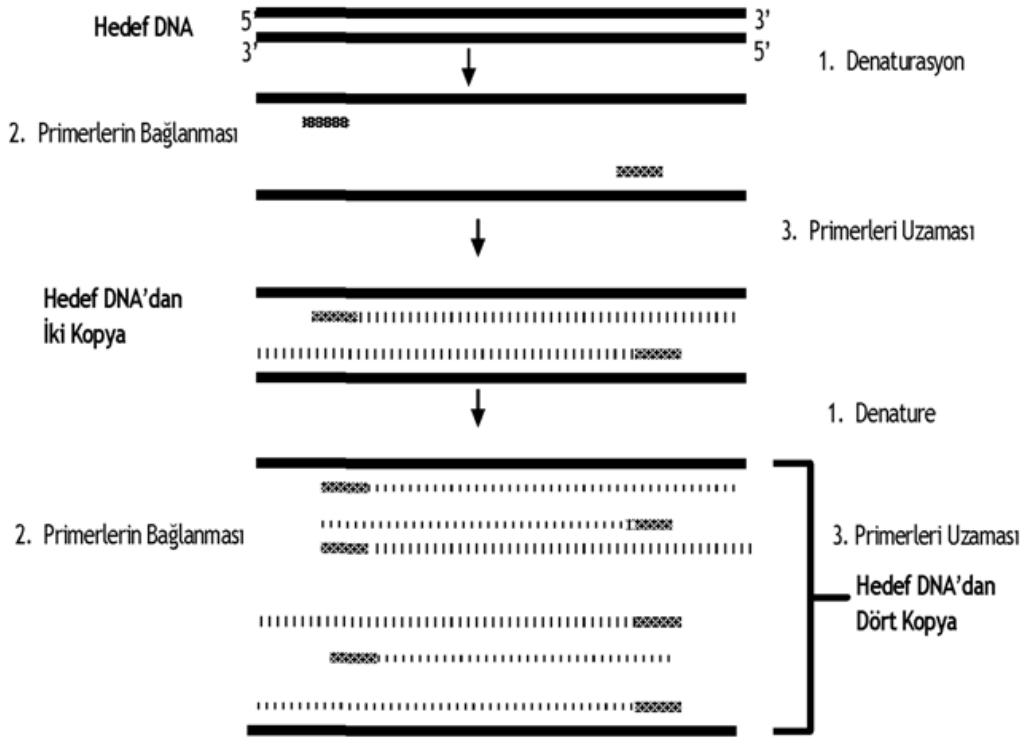 Hedef DNA
5’
3’
3’
5’
1. Denaturasyon
2. Primerlerin Bağlanması
3. Primerleri Uzaması
Hedef DNA’dan
İki Kopya
1. Denature
2. Primerlerin Bağlanması
3. Primerleri Uzaması
Hedef DNA’dan
Dört Kopya